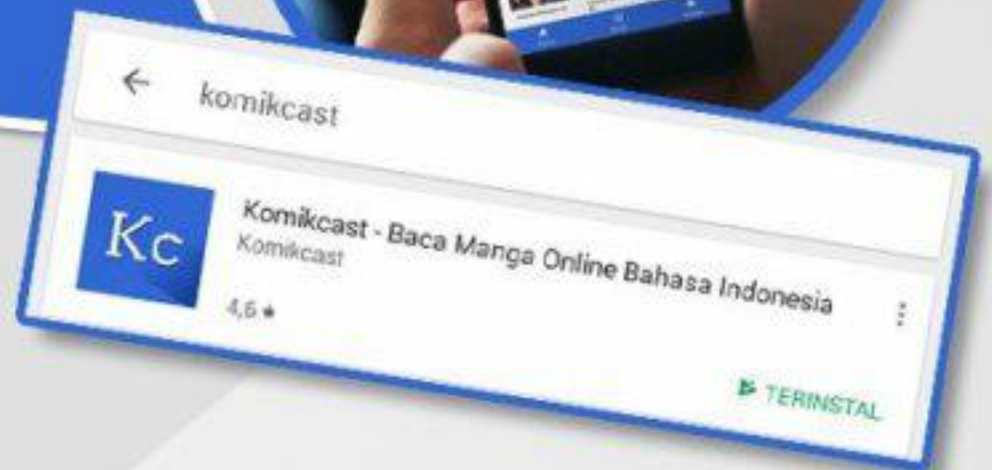 komikcast
Kc
Komikcast - Baca Manga Online Bahasa Indonesia
Komikcast
4,6 ★
TERINSTAL